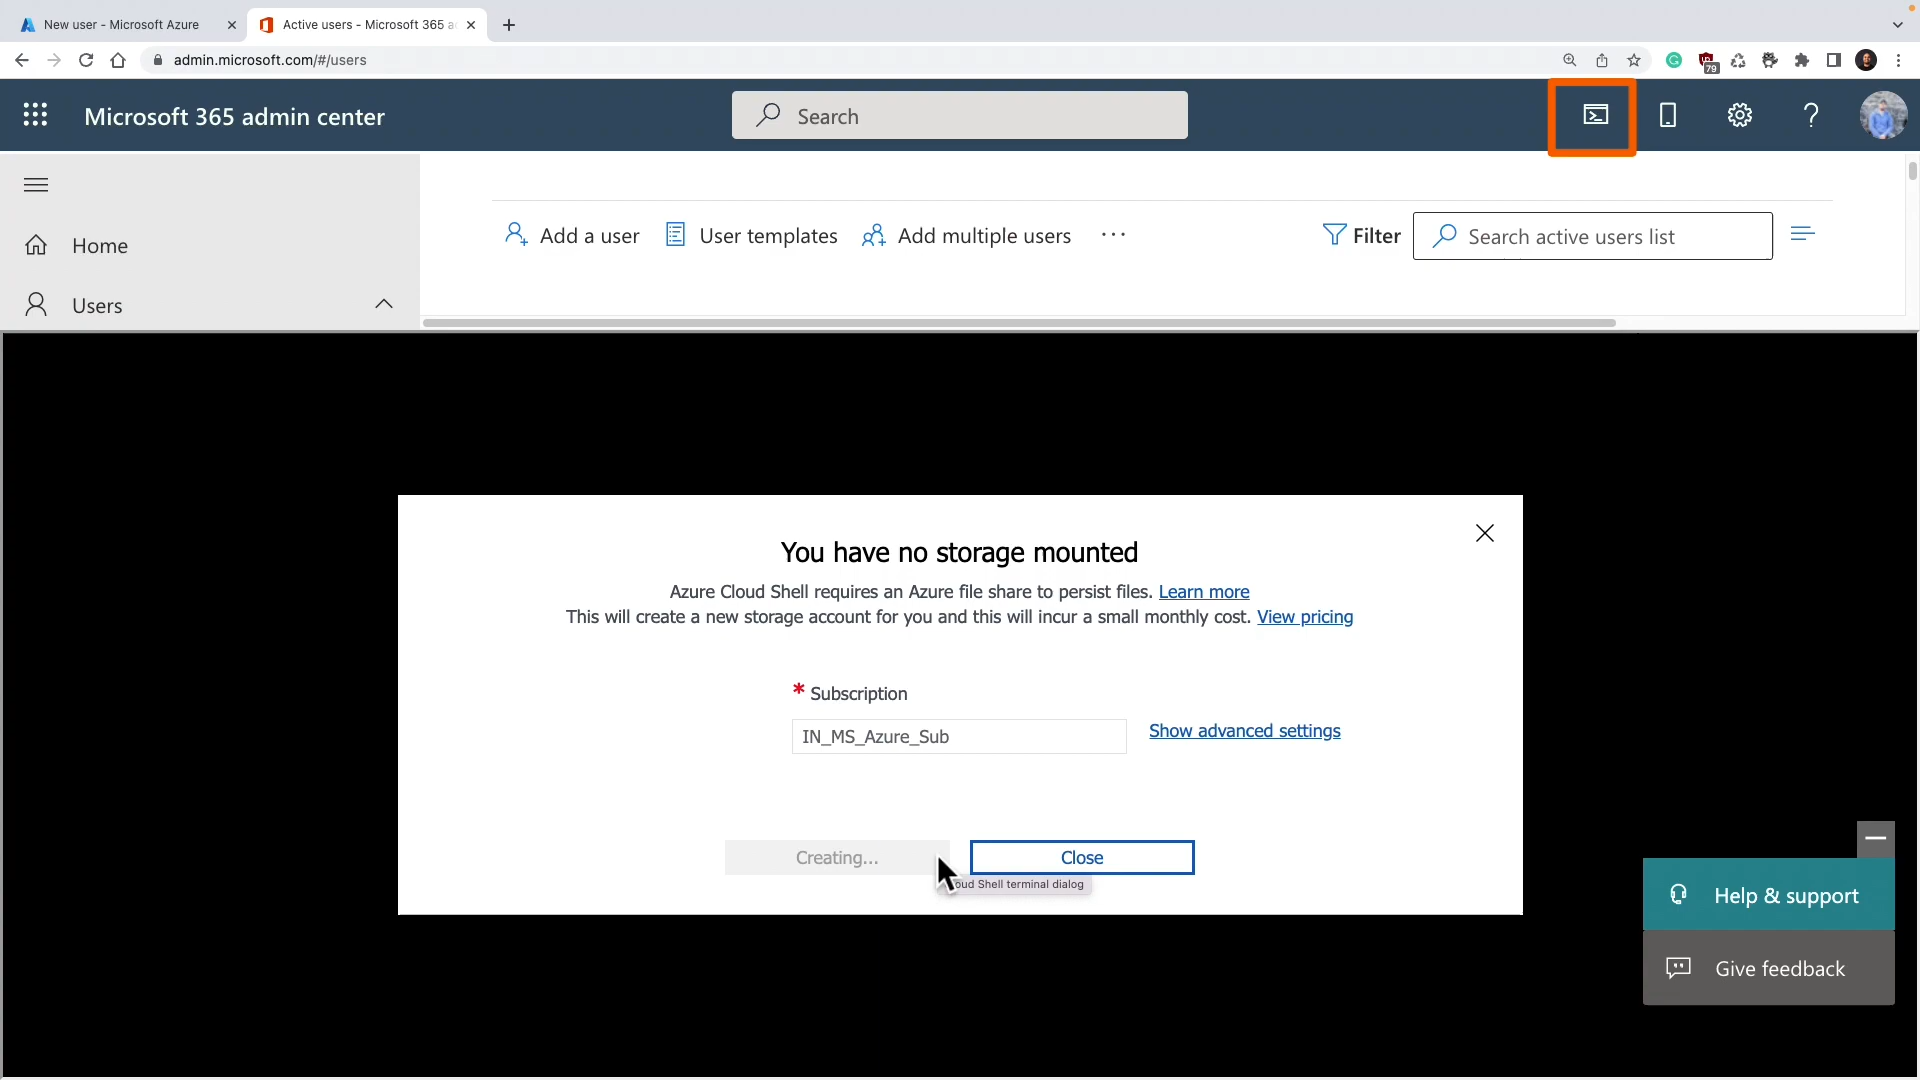 New user - Microsoft Azure
Active users - Microsoft 365 a
admin.microsoft.com/#/users
79
Microsoft 365 admin center
Search
Home
Users
Add a user
User templates
Add multiple users
Filter
Search active users list
You have no storage mounted
Azure Cloud Shell requires an Azure file share to persist files. Learn more
This will create a new storage account for you and this will incur a small monthly cost. View pricing
* Subscription
IN_MS_Azure_Sub
Show advanced settings
Creating...
Close
oud Shell terminal dialog
Help & support
Give feedback